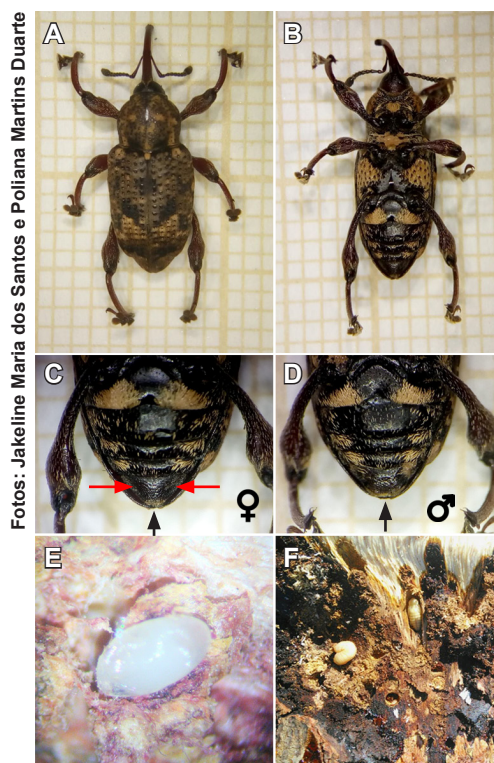 Fotos: Jakeline Maria dos Santos e Poliana Martins Duarte
A
B
C
♀
D
♂
E
F